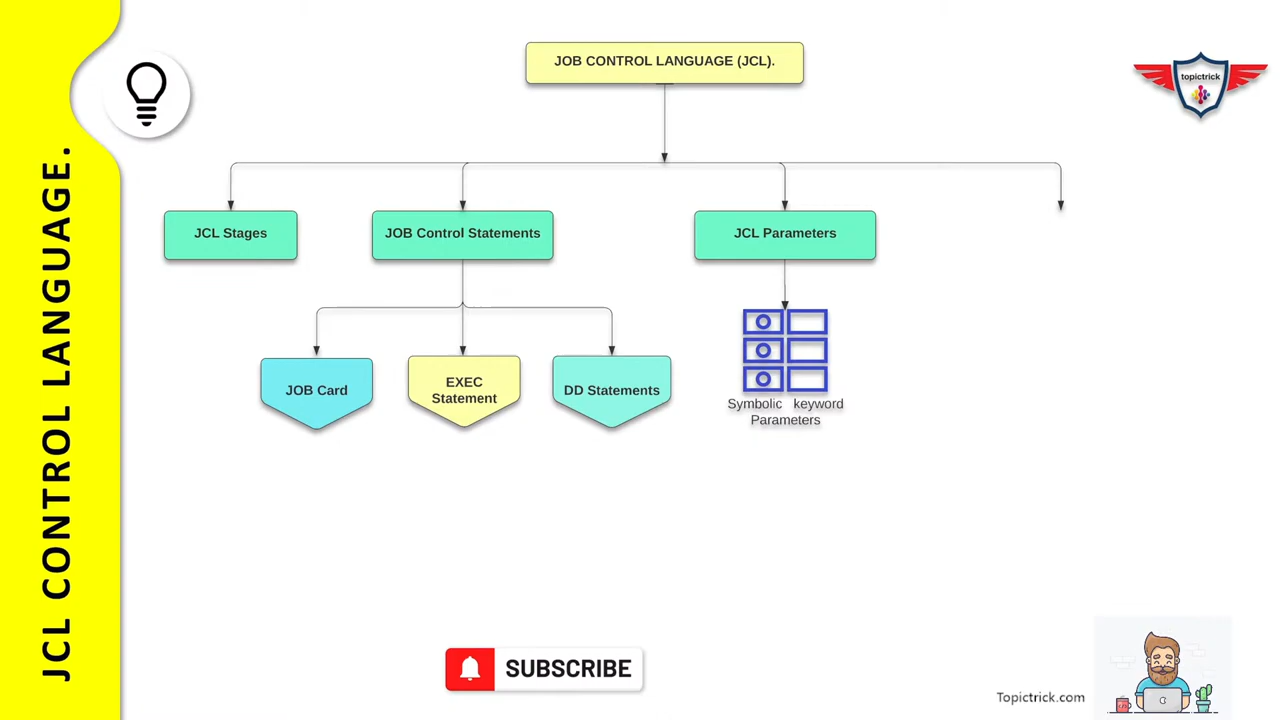 JCL CONTROL LANGUAGE.
JOB CONTROL LANGUAGE (JCL).
topictrick
JCL Stages
JOB Control Statements
JCL Parameters
JOB Card
EXEC
Statement
DD Statements
Symbolic keyword
Parameters
SUBSCRIBE
Topictrick.com